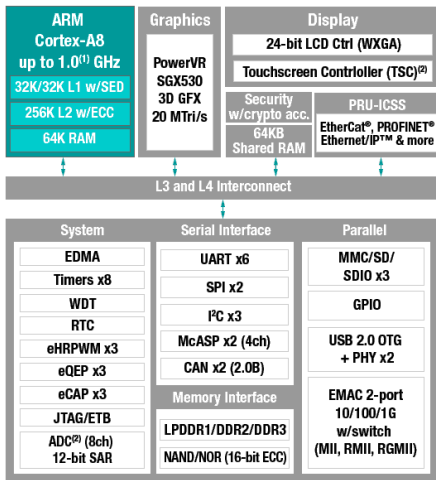 ARM
Cortex-A8
up to 1.0(1) GHz
32K/32K L1 w/SED
256K L2 w/ECC
64K RAM
Graphics
PowerVR
SGX530
3D GFX
20 MTri/s
Display
24-bit LCD Ctrl (WXGA)
Touchscreen Controller (TSC)(2)
Security
w/crypto acc.
64KB
Shared RAM
PRU-ICSS
EtherCat®, PROFINET®
Ethernet/IP™ & more
L3 and L4 Interconnect
System
EDMA
Timers x8
WDT
RTC
eHRPWM x3
eQEP x3
eCAP x3
JTAG/ETB
ADC(2) (8ch)
12-bit SAR
Serial Interface
UART x6
SPI x2
I²C x3
McASP x2 (4ch)
CAN x2 (2.0B)
Memory Interface
LPDDR1/DDR2/DDR3
NAND/NOR (16-bit ECC)
Parallel
MMC/SD/
SDIO x3
GPIO
USB 2.0 OTG
+ PHY x2
EMAC 2-port
10/100/1G
w/switch
(MII, RMII, RGMII)